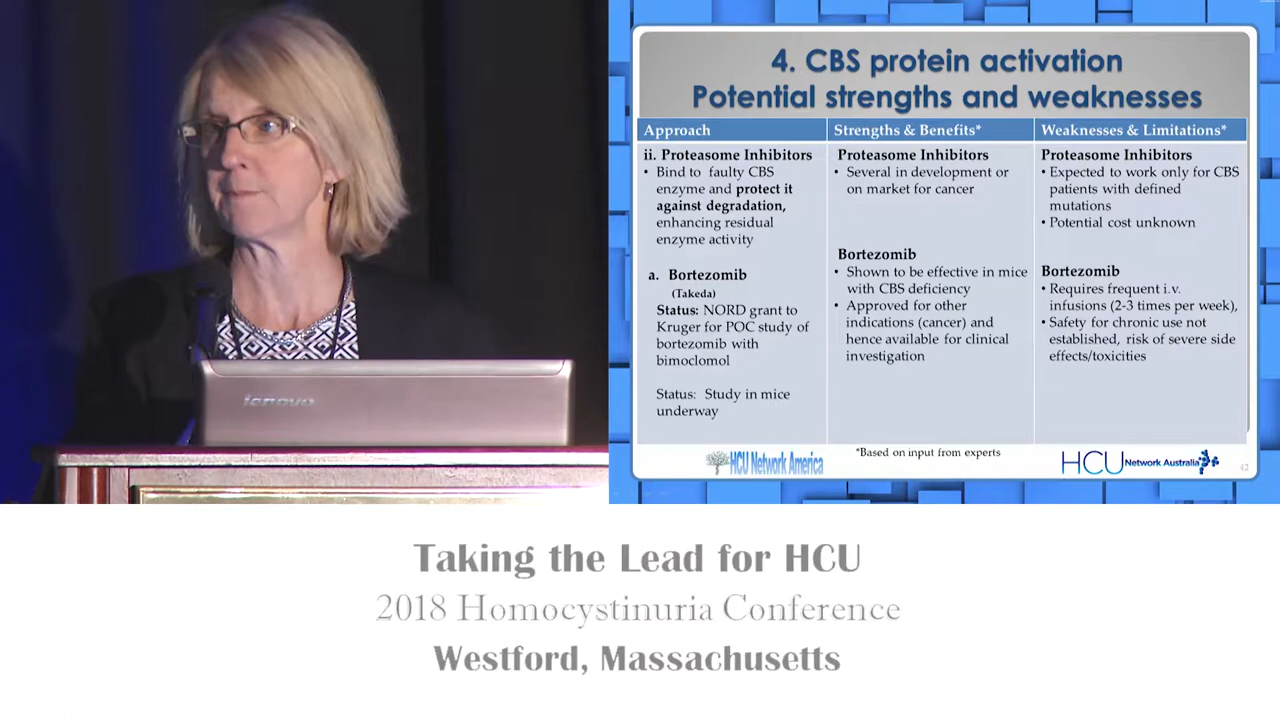 4. CBS protein activation
Potential strengths and weaknesses
Approach
Strengths & Benefits*
Weaknesses & Limitations*
ii. Proteasome Inhibitors
• Bind to faulty CBS
enzyme and protect it
against degradation,
enhancing residual
enzyme activity
a. Bortezomib
(Takeda)
Status: NORD grant to
Kruger for POC study of
bortezomib with
bimoclomol
Status: Study in mice
underway
Proteasome Inhibitors
• Several in development or
on market for cancer
Bortezomib
• Shown to be effective in mice
with CBS deficiency
• Approved for other
indications (cancer) and
hence available for clinical
investigation
Proteasome Inhibitors
• Expected to work only for CBS
patients with defined
mutations
• Potential cost unknown
Bortezomib
• Requires frequent i.v.
infusions (2-3 times per week),
• Safety for chronic use not
established, risk of severe side
effects/toxicities
*Based on input from experts
HCU Network America
HCU Network Australia
42
lenovo
Taking the Lead for HCU
2018 Homocystinuria Conference
Westford, Massachusetts